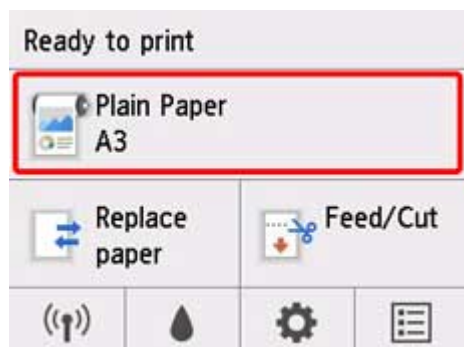 Ready to print
Plain Paper
A3
Replace
paper
Feed/Cut